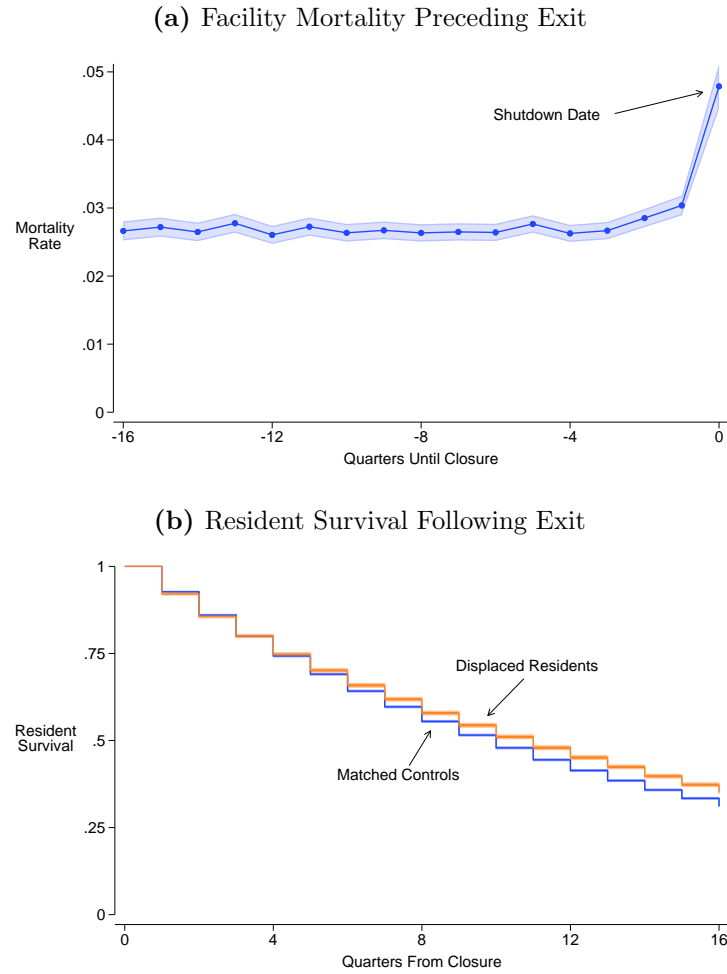 (a) Facility Mortality Preceding Exit
.05
Shutdown Date
.04
.03
Mortality
Rate
.02
.01
0
-16 -12 -8 -4 0
Quarters Until Closure
(b) Resident Survival Following Exit
1
.75
Displaced Residents
Resident
Survival
.5
Matched Controls
.25
0
0 4 8 12 16
Quarters From Closure